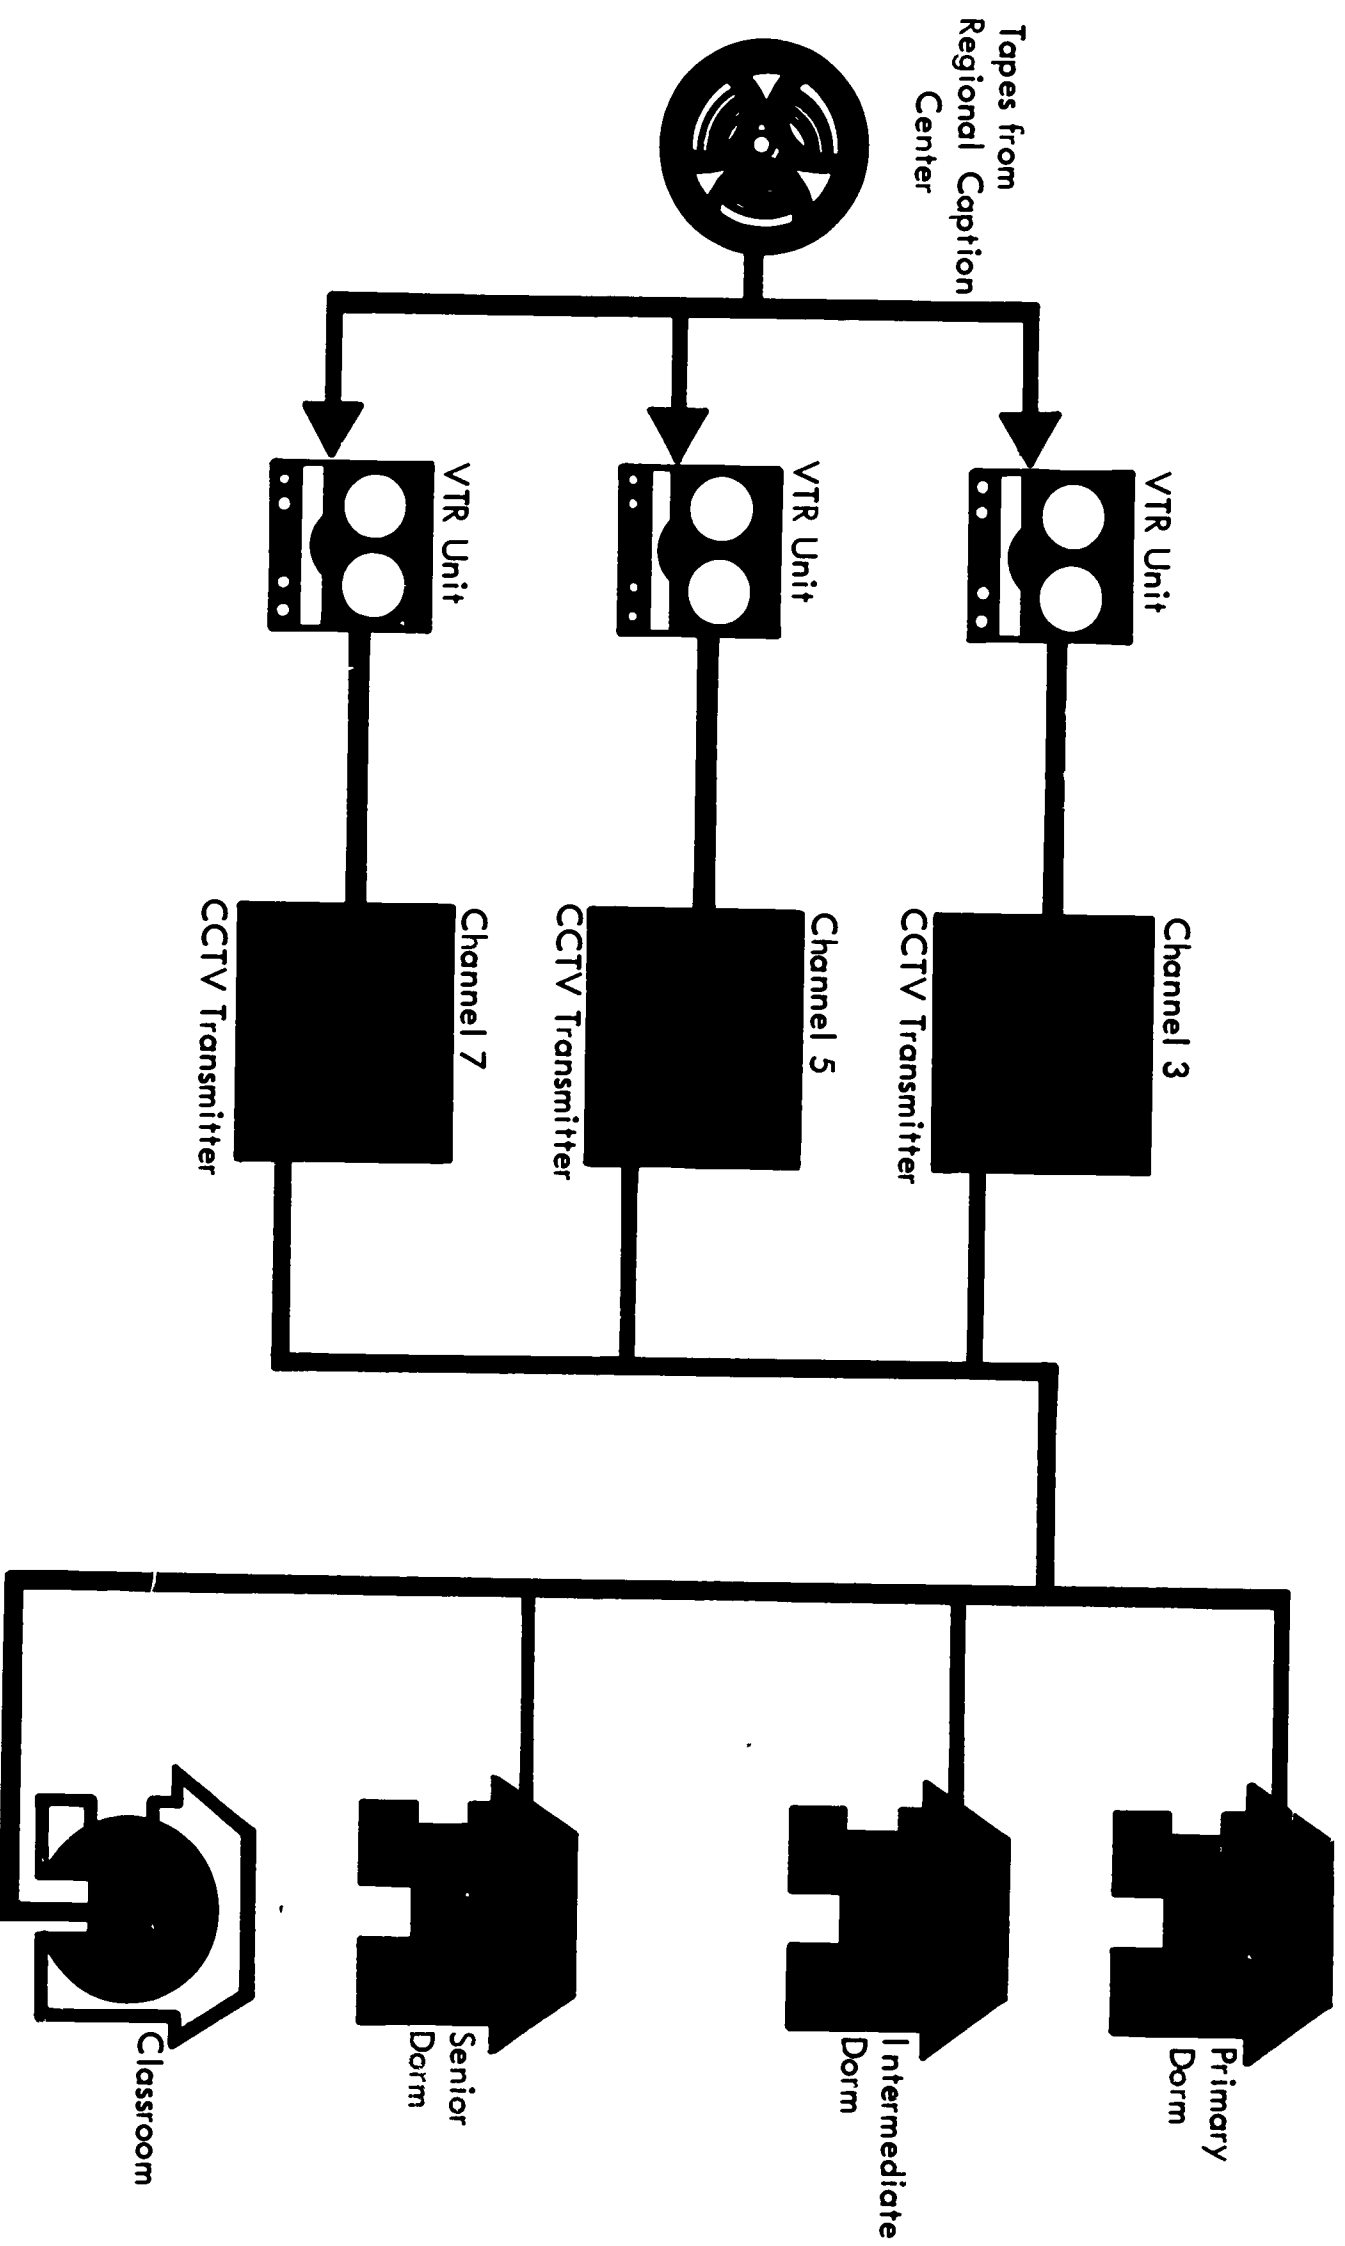 Tapes from
Regional Caption
Center
VTR Unit
VTR Unit
VTR Unit
Channel 3
CCTV Transmitter
Channel 5
CCTV Transmitter
Channel 7
CCTV Transmitter
Primary
Dorm
Intermediate
Dorm
Senior
Dorm
Classroom